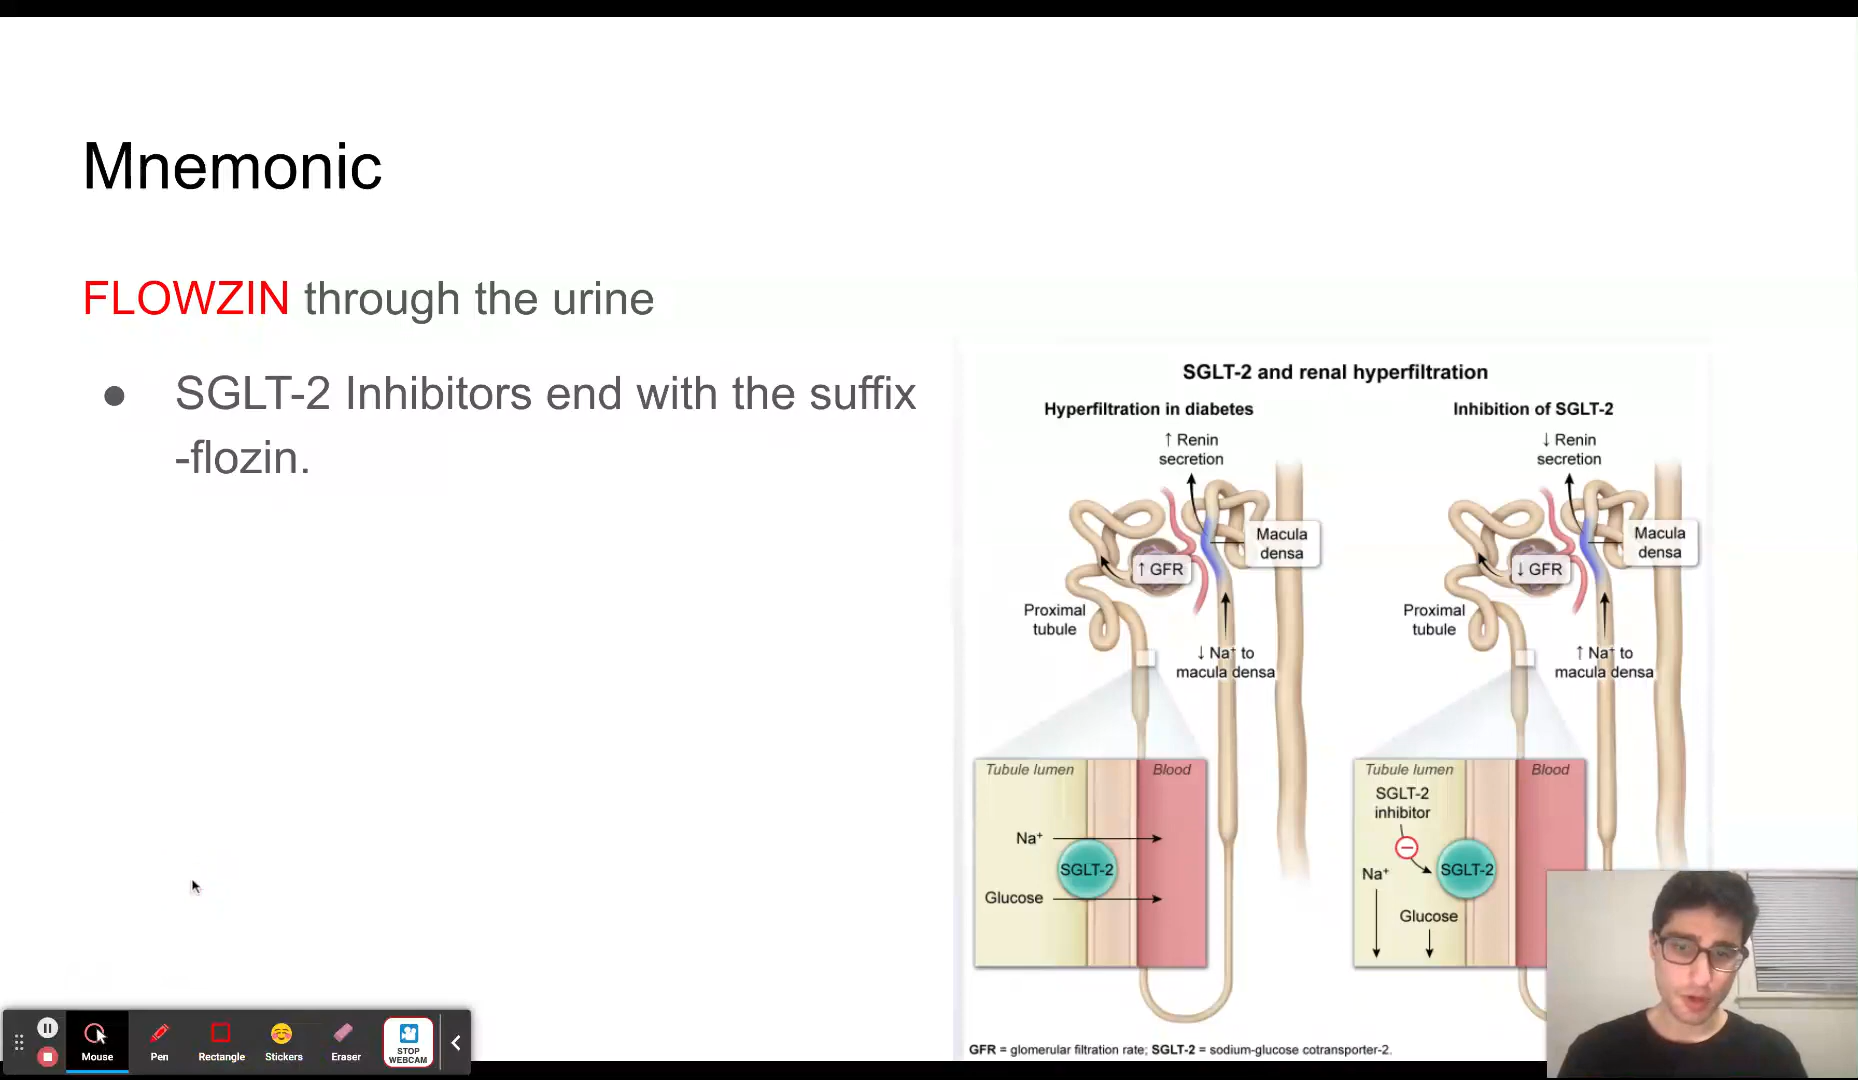 Mnemonic
FLOWZIN through the urine
● SGLT-2 Inhibitors end with the suffix
-flozin.
SGLT-2 and renal hyperfiltration
Hyperfiltration in diabetes
↑ Renin
secretion
Macula
densa
↑ GFR
Proximal
tubule
↓ Na⁺ to
macula densa
Tubule lumen
Blood
Na⁺
SGLT-2
Glucose
Inhibition of SGLT-2
↓ Renin
secretion
Macula
densa
↓ GFR
Proximal
tubule
↑ Na⁺ to
macula densa
Tubule lumen
Blood
SGLT-2
inhibitor
SGLT-2
Na⁺
Glucose
GFR = glomerular filtration rate; SGLT-2 = sodium-glucose cotransporter-2.
Mouse
Pen
Rectangle
Stickers
Eraser
STOP
WEBCAM